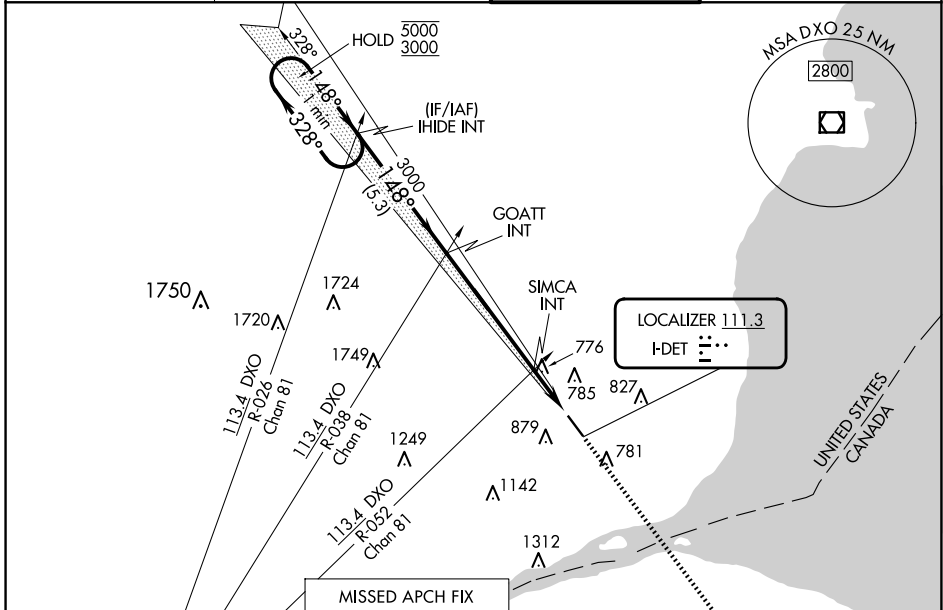 328°
HOLD
5000
3000
148°
1 min
328°
(IF/IAF)
IHIDE INT
MSA DXO 25 NM
2800
3000
148°
(5.3)
GOATT
INT
SIMCA
INT
1750
1724
1720
1749
776
785
827
LOCALIZER 111.3
I-DET
113.4 DXO
R-026
Chan 81
113.4 DXO
R-038
Chan 81
1249
879
781
1142
113.4 DXO
R-052
Chan 81
1312
UNITED STATES
CANADA
MISSED APCH FIX